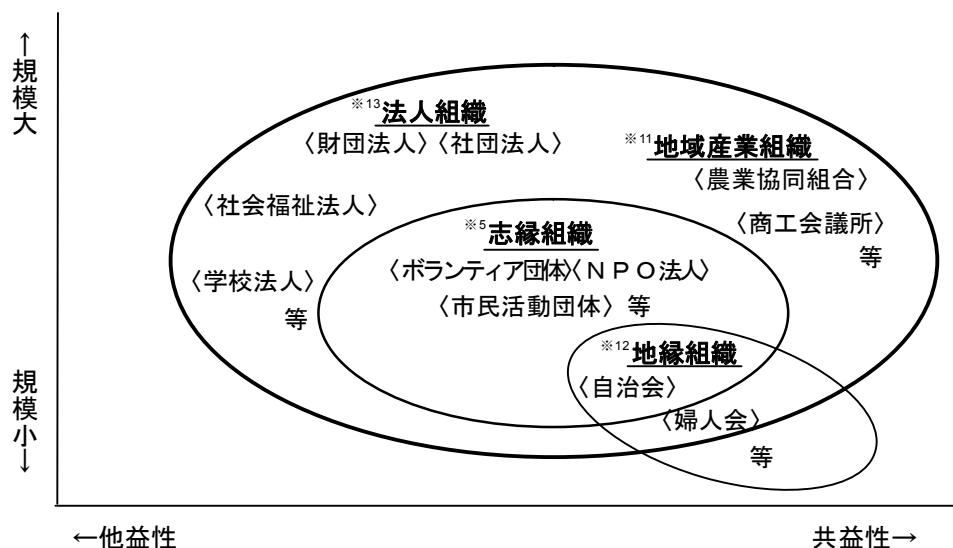 ←規模大
規模小→
※13法人組織
〈財団法人〉〈社団法人〉
※11地域産業組織
〈農業協同組合〉
〈社会福祉法人〉
〈商工会議所〉
等
※5志縁組織
〈ボランティア団体〉〈ＮＰＯ法人〉
〈市民活動団体〉等
〈学校法人〉
等
※12地縁組織
〈自治会〉
〈婦人会〉
等
←他益性
共益性→